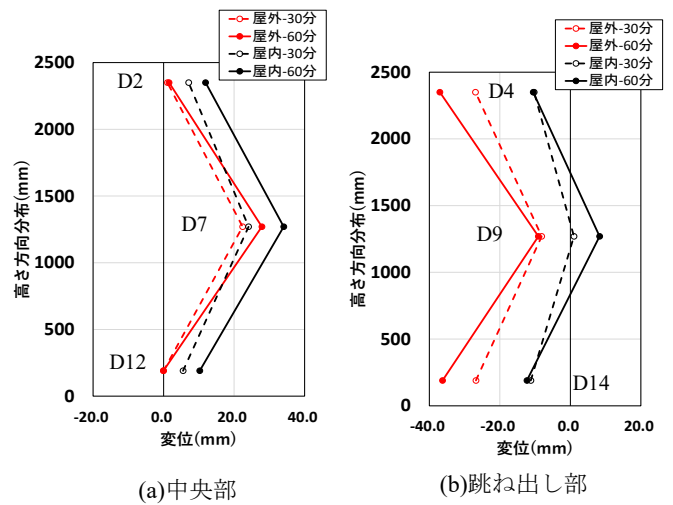 屋外-30分
屋外-60分
屋内-30分
屋内-60分
2500
2000
1500
1000
500
0
高さ方向分布(mm)
D2
D7
D12
-20.0 0.0 20.0 40.0
変位(mm)
(a)中央部
屋外-30分
屋外-60分
屋内-30分
屋内-60分
2500
2000
1500
1000
500
0
高さ方向分布(mm)
D4
D9
D14
-40.0 -20.0 0.0 20.0
変位(mm)
(b)跳ね出し部